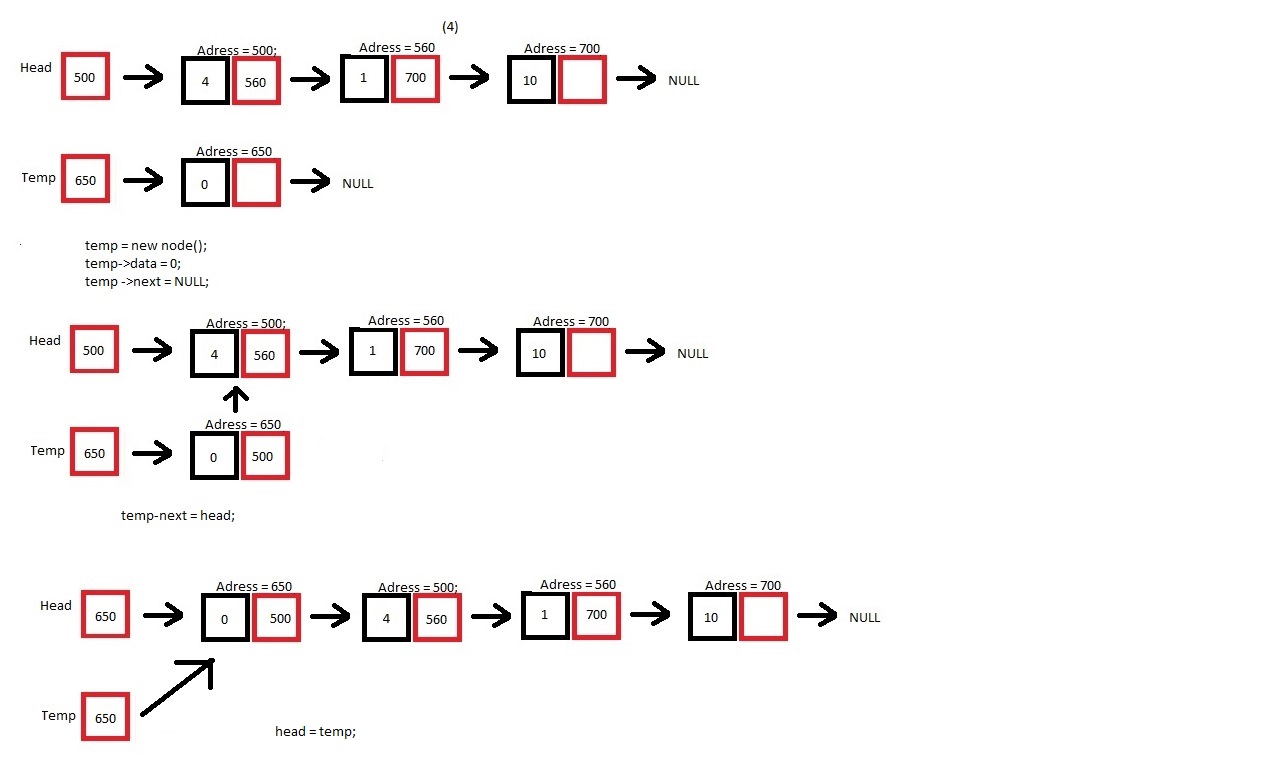 (4)
Adress = 500; Adress = 560 Adress = 700
Head 500 4 560 1 700 10 NULL
Adress = 650
Temp 650 0 NULL
temp = new node();
temp->data = 0;
temp ->next = NULL;
Adress = 500; Adress = 560 Adress = 700
Head 500 4 560 1 700 10 NULL
Adress = 650
Temp 650 0 500
temp-next = head;
Adress = 650 Adress = 500; Adress = 560 Adress = 700
Head 650 0 500 4 560 1 700 10 NULL
Temp 650
head = temp;